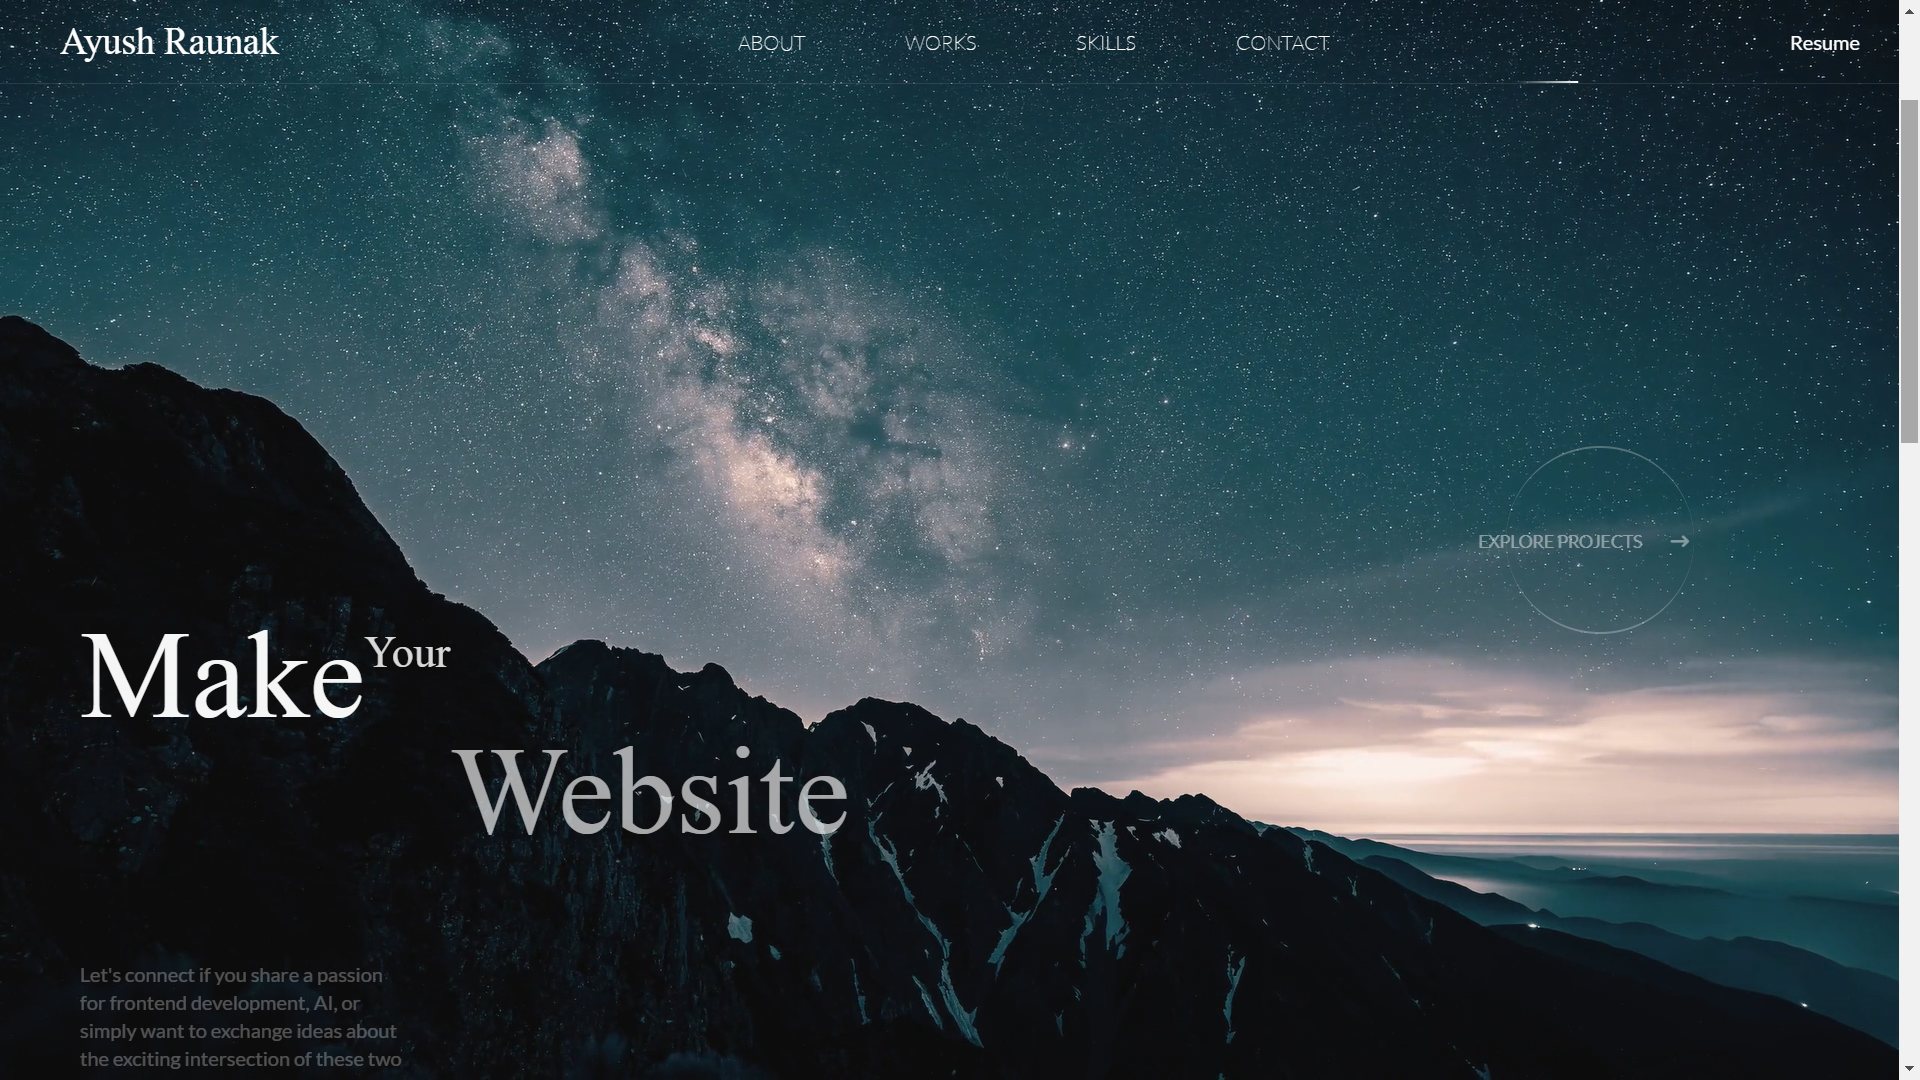 Ayush Raunak
ABOUT
WORKS
SKILLS
CONTACT
Resume
EXPLORE PROJECTS →
Make Your
Website
Let's connect if you share a passion
for frontend development, AI, or
simply want to exchange ideas about
the exciting intersection of these two